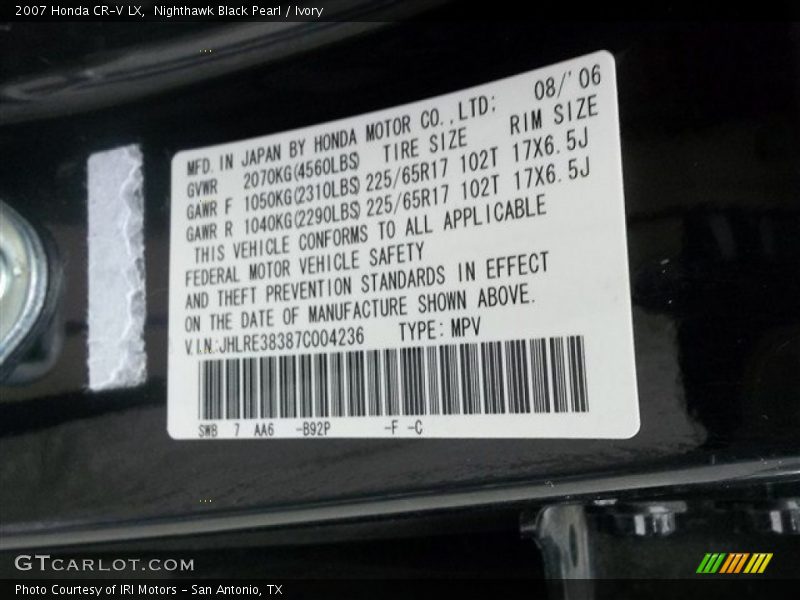 2007 Honda CR-V LX, Nighthawk Black Pearl / Ivory
MFD. IN JAPAN BY HONDA MOTOR CO.,LTD; 08/'06
GVWR 2070KG(4560LBS) TIRE SIZE RIM SIZE
GAWR F 1050KG(2310LBS) 225/65R17 102T 17X6.5J
GAWR R 1040KG(2290LBS) 225/65R17 102T 17X6.5J
THIS VEHICLE CONFORMS TO ALL APPLICABLE
FEDERAL MOTOR VEHICLE SAFETY
AND THEFT PREVENTION STANDARDS IN EFFECT
ON THE DATE OF MANUFACTURE SHOWN ABOVE.
V.I.N.:JHLRE38387C004236 TYPE: MPV
SWB 7 AA6 -B92P -F -C
GTCARLOT.COM
Photo Courtesy of IRI Motors - San Antonio, TX